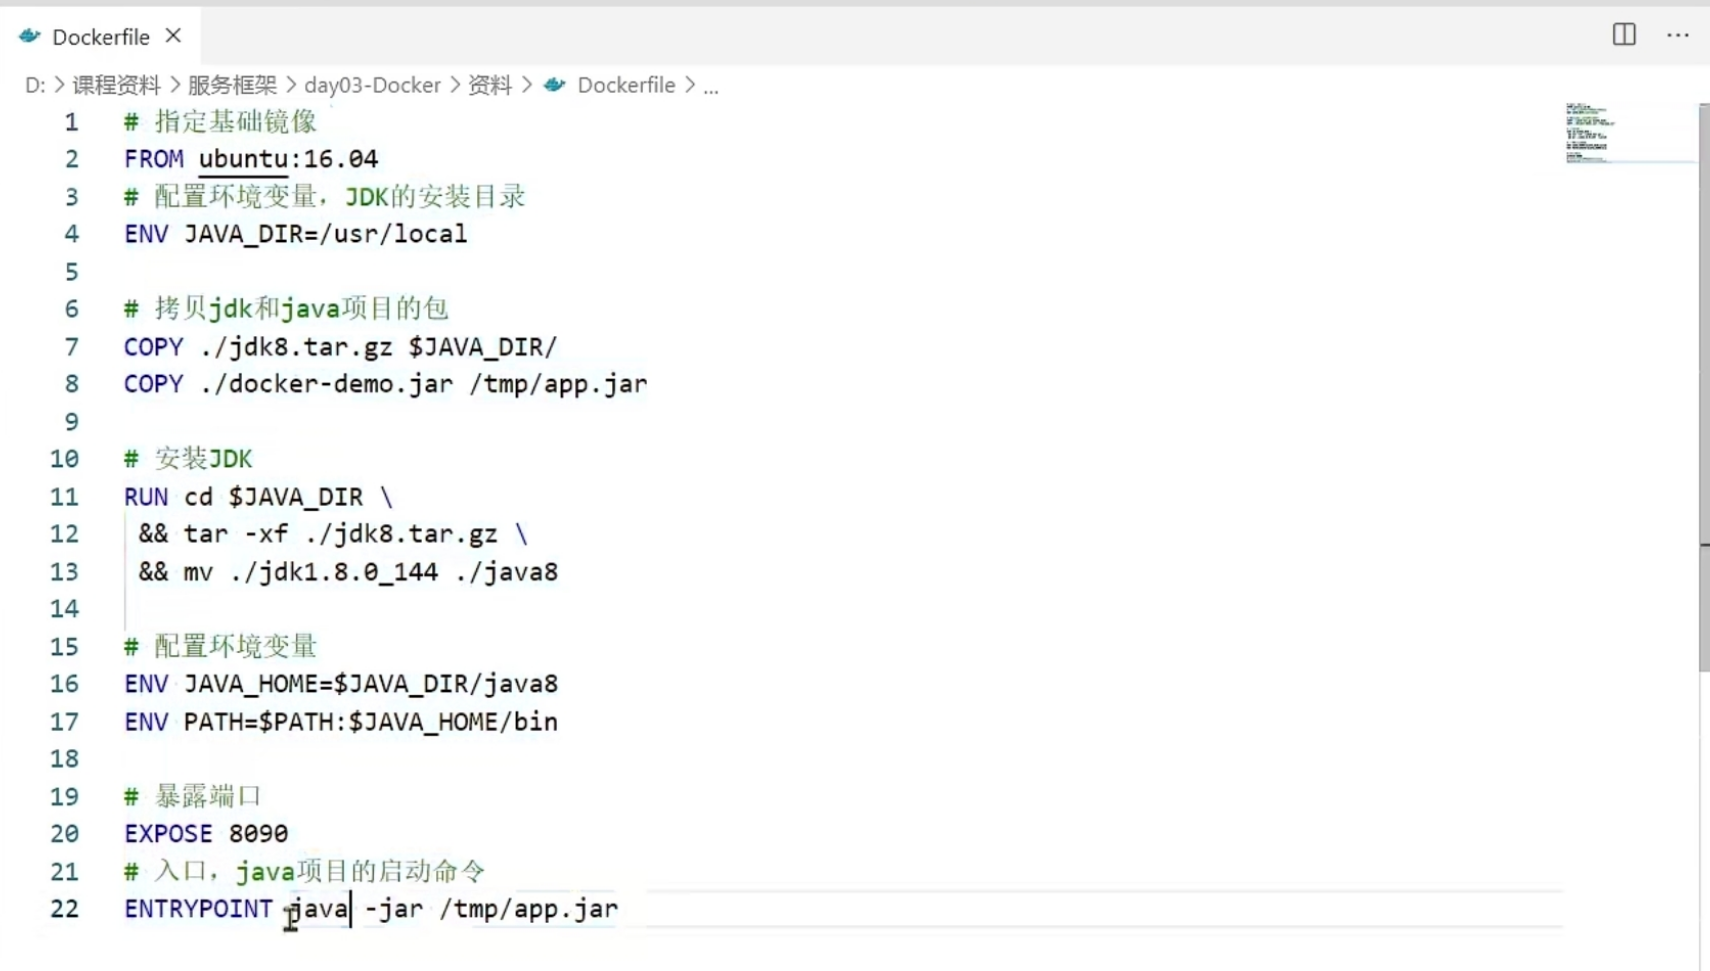 Dockerfile
D: > 课程资料 > 服务框架 > day03-Docker > 资料 > Dockerfile > ...
1 # 指定基础镜像
2 FROM ubuntu:16.04
3 # 配置环境变量，JDK的安装目录
4 ENV JAVA_DIR=/usr/local
5
6 # 拷贝jdk和java项目的包
7 COPY ./jdk8.tar.gz $JAVA_DIR/
8 COPY ./docker-demo.jar /tmp/app.jar
9
10 # 安装JDK
11 RUN cd $JAVA_DIR \
12 && tar -xf ./jdk8.tar.gz \
13 && mv ./jdk1.8.0_144 ./java8
14
15 # 配置环境变量
16 ENV JAVA_HOME=$JAVA_DIR/java8
17 ENV PATH=$PATH:$JAVA_HOME/bin
18
19 # 暴露端口
20 EXPOSE 8090
21 # 入口，java项目的启动命令
22 ENTRYPOINT java -jar /tmp/app.jar